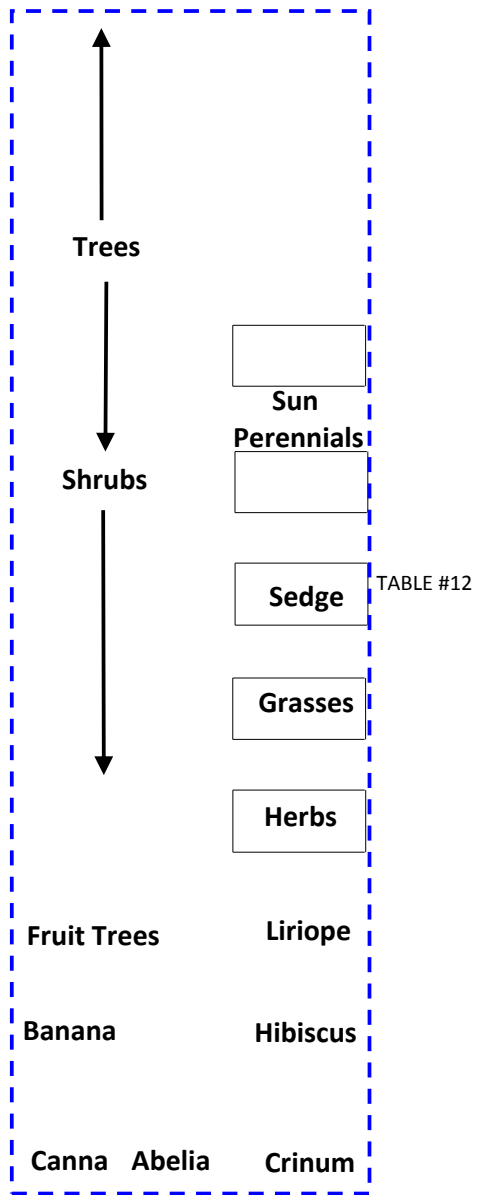 Trees
Sun
Perennials
Shrubs
Sedge
TABLE #12
Grasses
Herbs
Fruit Trees
Liriope
Banana
Hibiscus
Canna
Abelia
Crinum